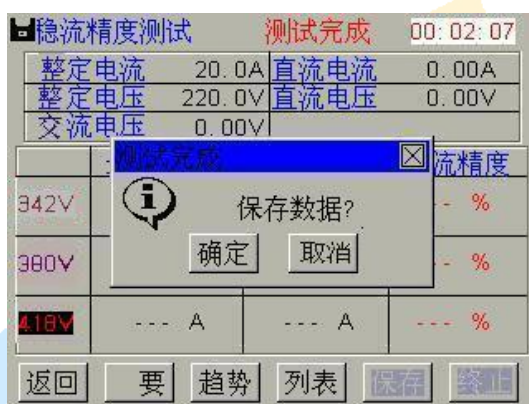 稳流精度测试 测试完成 00:02:07
整定电流 20.0A 直流电流 0.00A
整定电压 220.0V 直流电压 0.00V
交流电压 0.00V
测试完成
流精度
342V
保存数据?
- %
确定 取消
380V - %
418V --- A --- A --- %
返回 要 趋势 列表 保存 终止